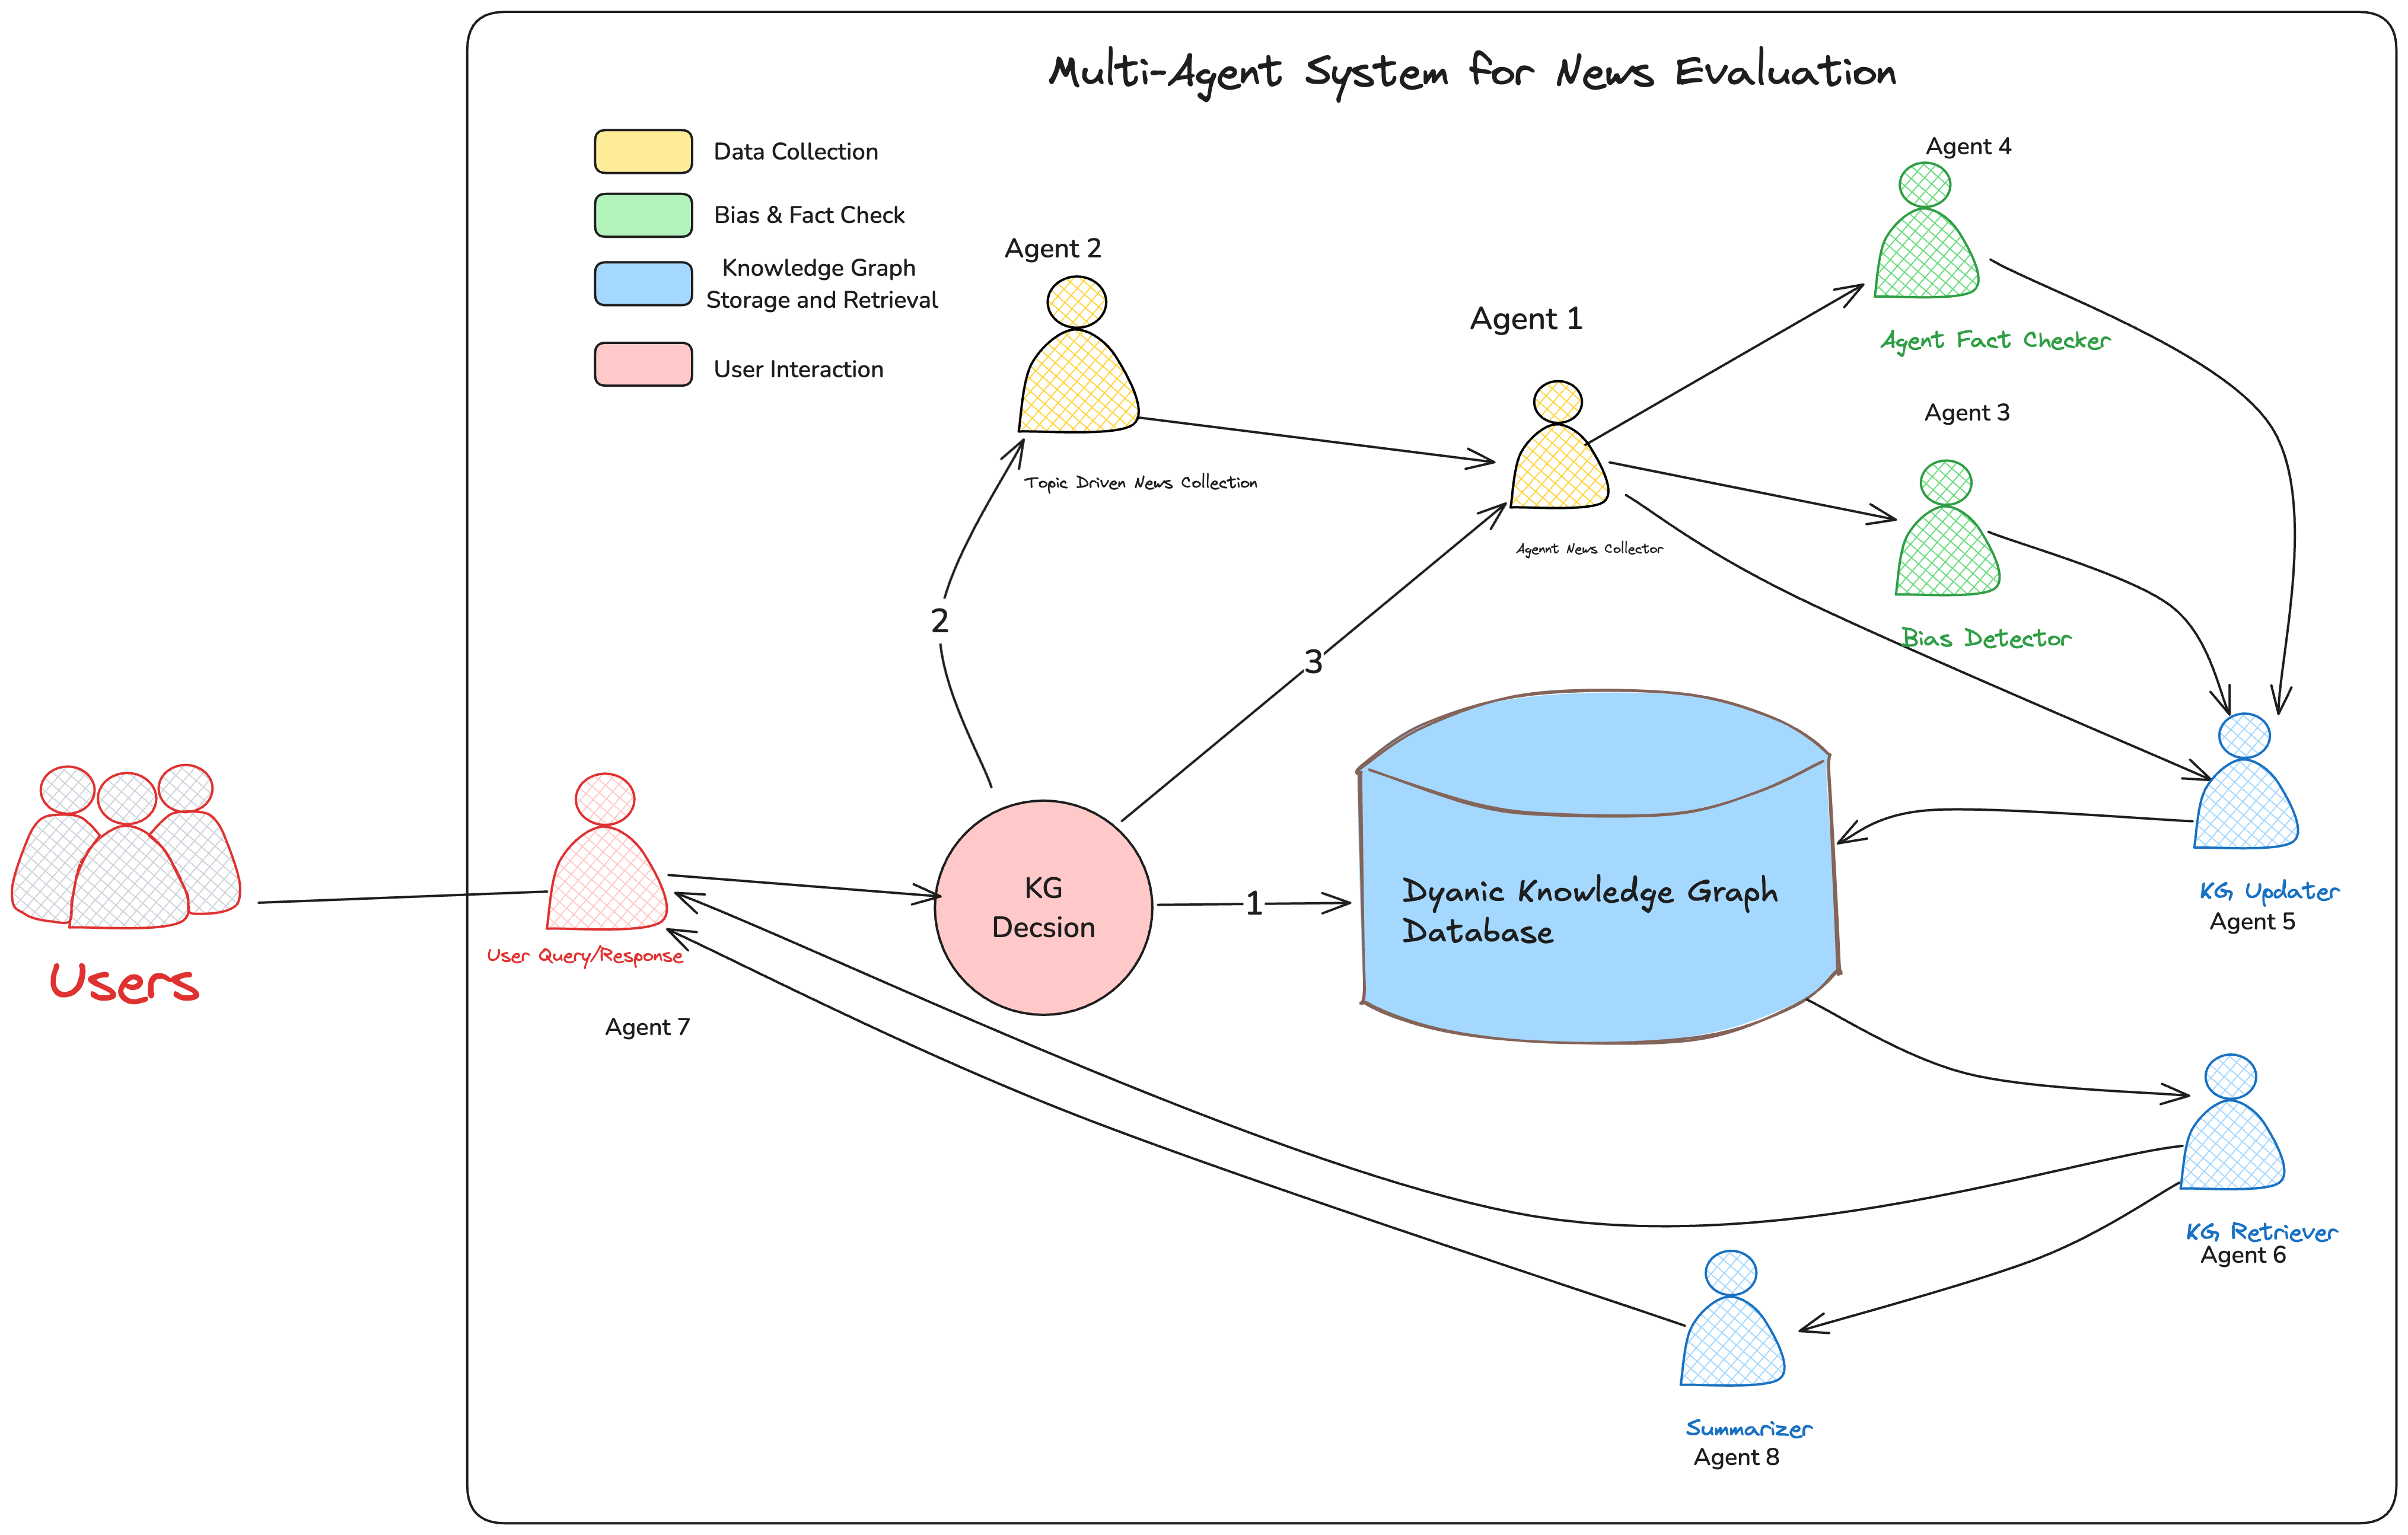 Multi-Agent System for News Evaluation
Data Collection
Bias & Fact Check
Knowledge Graph
Storage and Retrieval
User Interaction
Agent 4
Agent Fact Checker
Agent 2
Topic Driven News Collection
Agent 1
Agennt News Collector
Agent 3
Bias Detector
2
3
Users
User Query/Response
Agent 7
KG
Decsion
1
Dyanic Knowledge Graph
Database
KG Updater
Agent 5
KG Retriever
Agent 6
Summarizer
Agent 8